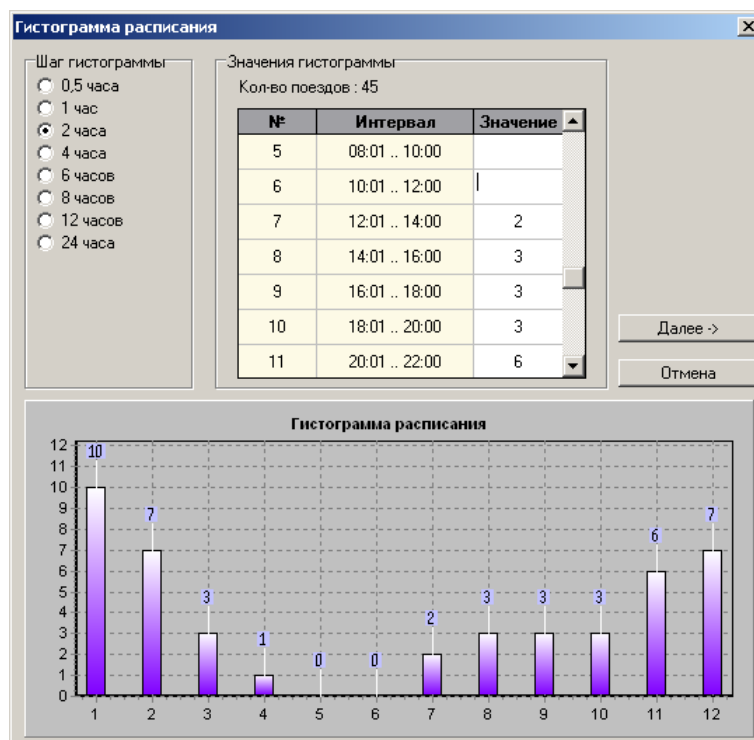 Гистограмма расписания
Шаг гистограммы
0,5 часа
1 час
2 часа
4 часа
6 часов
8 часов
12 часов
24 часа
Значения гистограммы
Кол-во поездов : 45
№ Интервал Значение
5 08:01 .. 10:00
6 10:01 .. 12:00
7 12:01 .. 14:00 2
8 14:01 .. 16:00 3
9 16:01 .. 18:00 3
10 18:01 .. 20:00 3
11 20:01 .. 22:00 6
Далее ->
Отмена
Гистограмма расписания
12
11
10
9
8
7
6
5
4
3
2
1
0
10 7 3 1 0 0 2 3 3 3 6 7
1 2 3 4 5 6 7 8 9 10 11 12